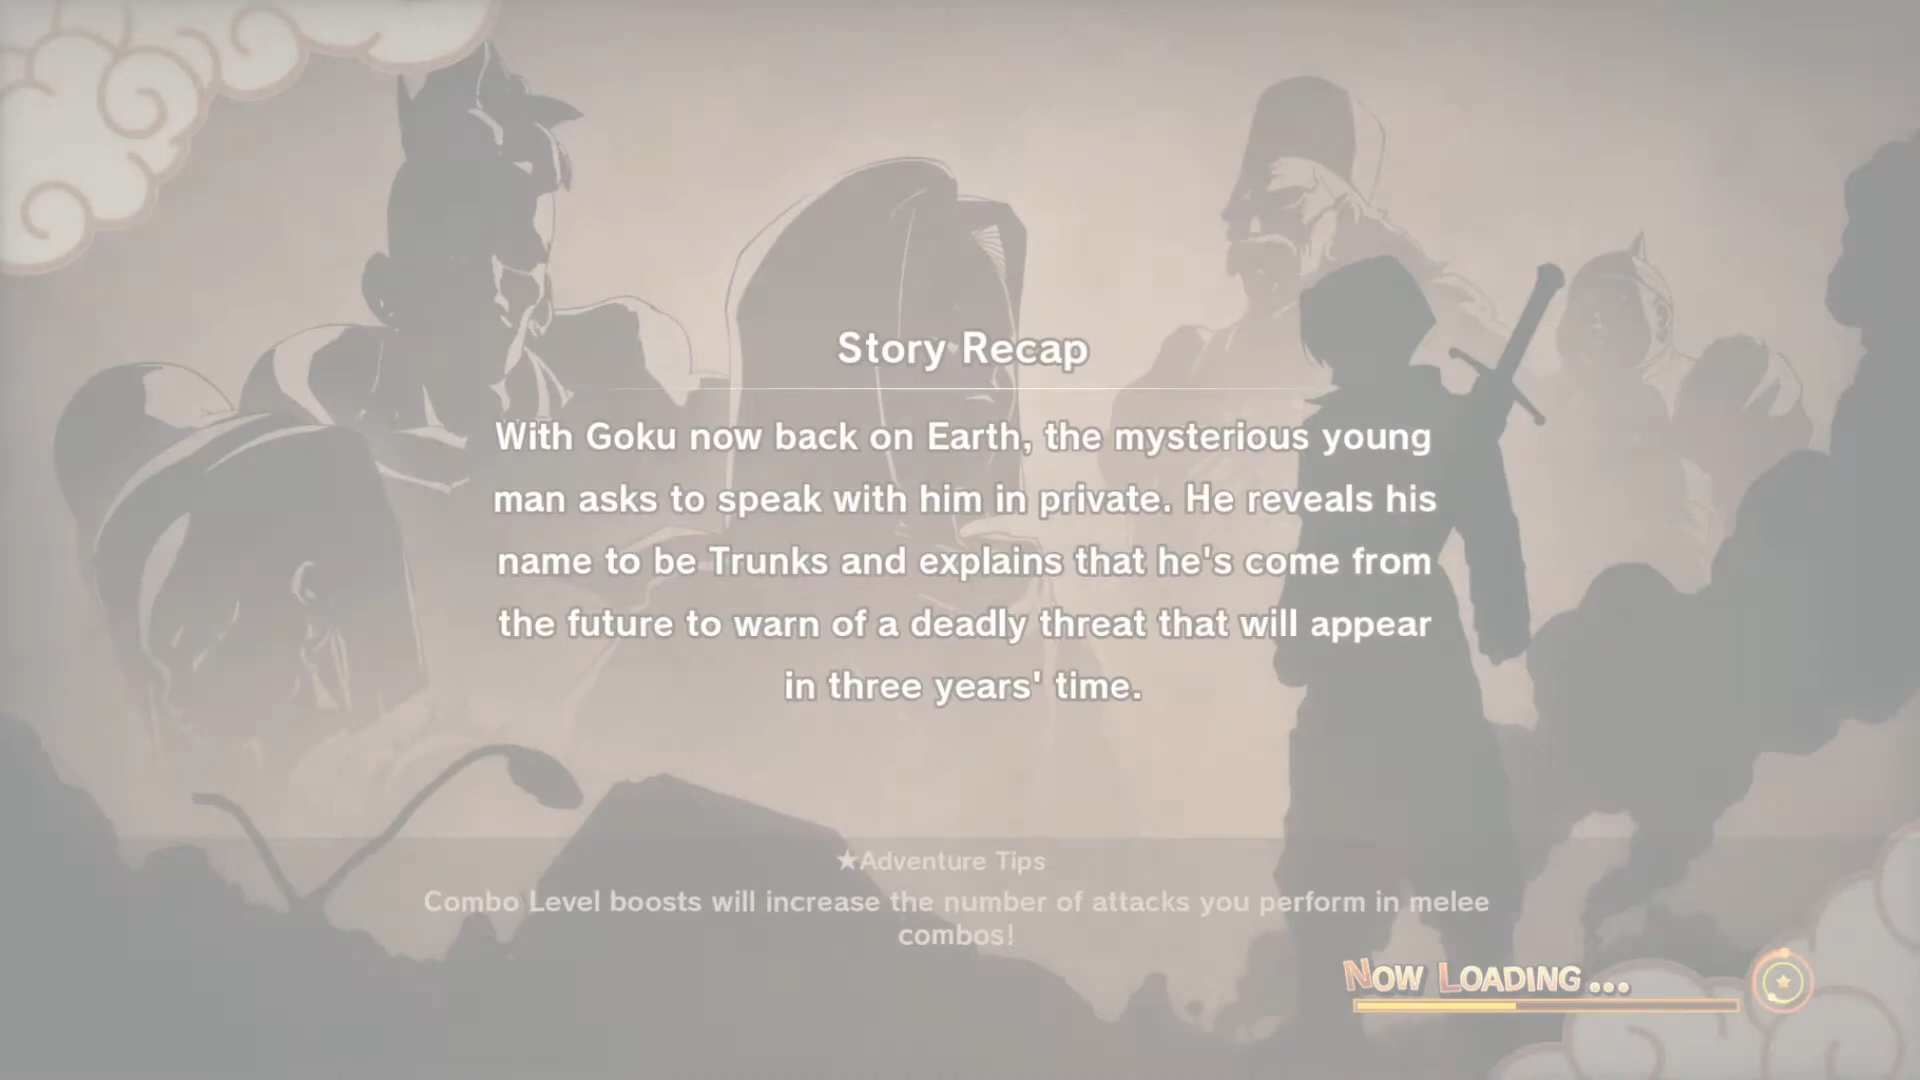 Story Recap
With Goku now back on Earth, the mysterious young
man asks to speak with him in private. He reveals his
name to be Trunks and explains that he's come from
the future to warn of a deadly threat that will appear
in three years' time.
★Adventure Tips
Combo Level boosts will increase the number of attacks you perform in melee
combos!
NOW LOADING...